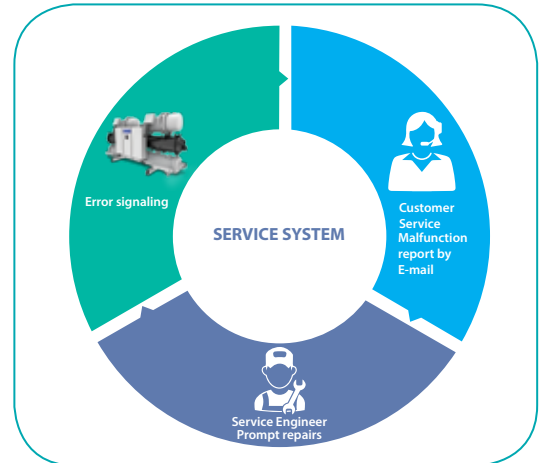 Error signaling
SERVICE SYSTEM
Customer
Service
Malfunction
report by
E-mail
Service Engineer
Prompt repairs